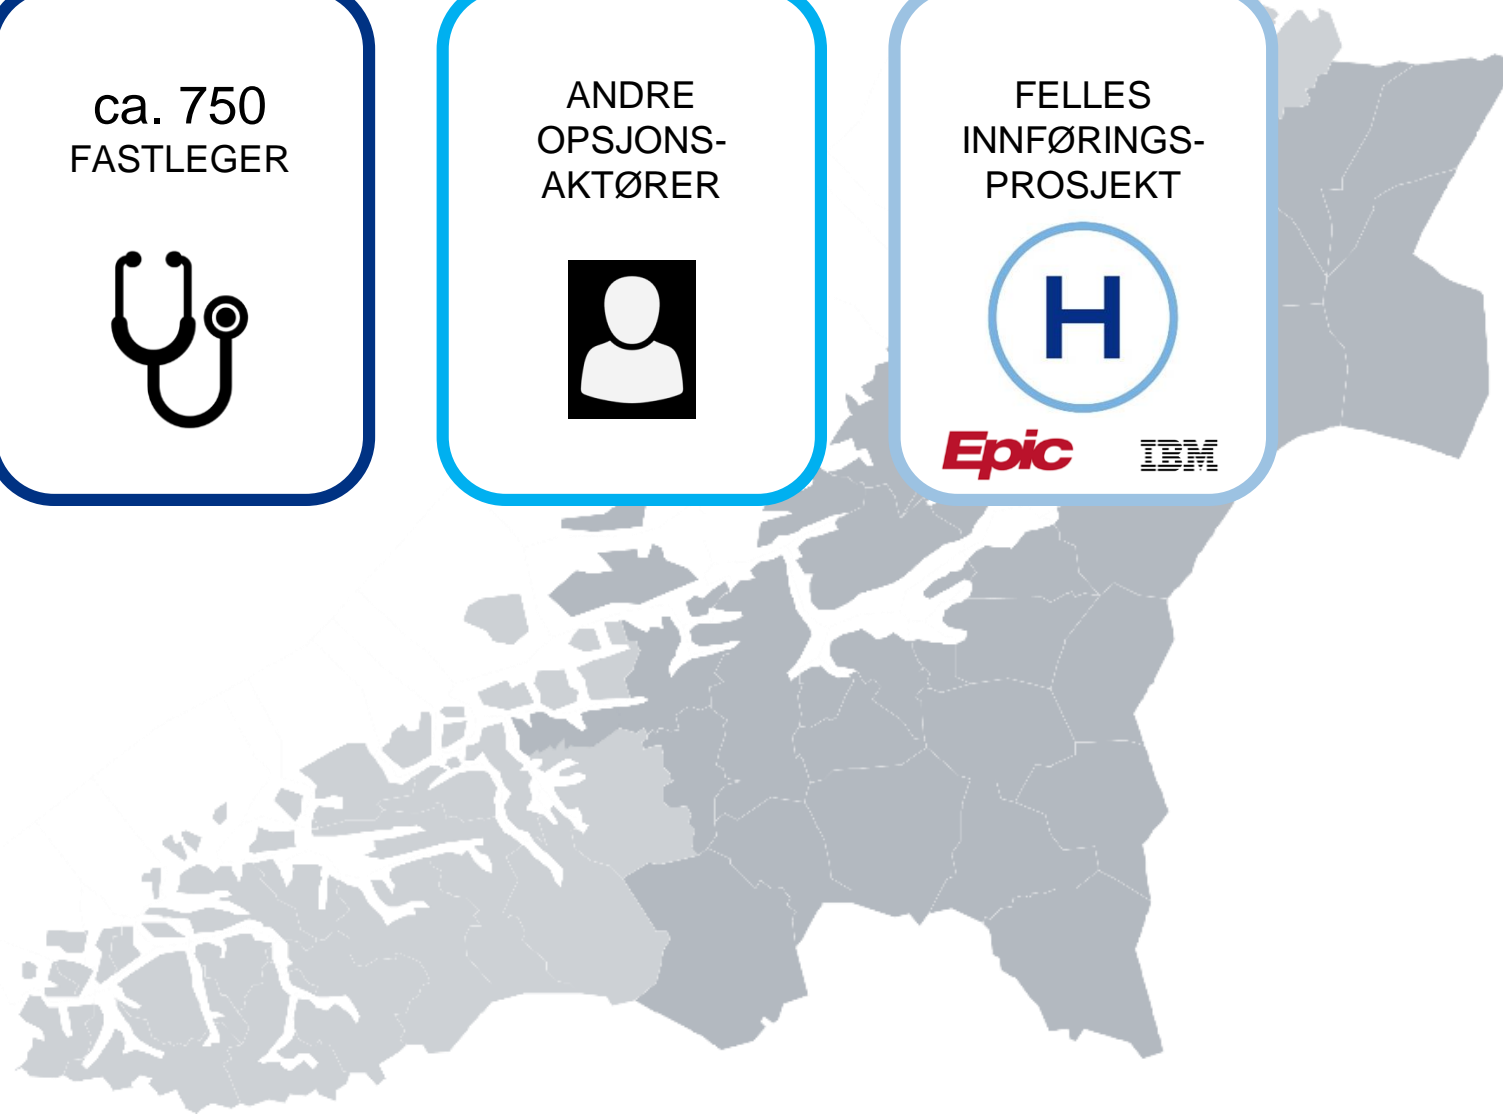 ca. 750
FASTLEGER
ANDRE
OPSJONS-
AKTØRER
FELLES
INNFØRINGS-
PROSJEKT
H
Epic
IBM